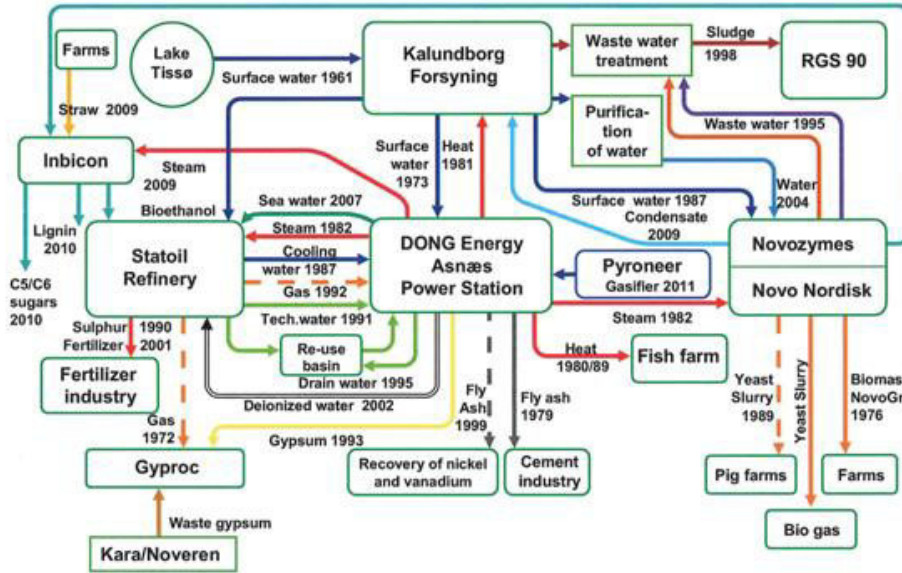 Farms
Lake
Tissø
Kalundborg
Forsyning
Waste water
treatment
Sludge
1998
RGS 90
Surface water 1961
Straw 2009
Purifica-
tion
of water
Waste water 1995
Inbicon
Steam
2009
Surface
water
1973
Heat
1981
Water
2004
Surface water 1987
Condensate
2009
Bioethanol
Sea water 2007
Lignin
2010
Steam 1982
Statoil
Refinery
Cooling
water 1987
DONG Energy
Asnæs
Power Station
Pyroneer
Gasifier 2011
Novozymes
Novo Nordisk
C5/C6
sugars
2010
Gas 1992
Tech.water 1991
Steam 1982
Sulphur 1990
Fertilizer 2001
Re-use
basin
Heat
1980/89
Fish farm
Fertilizer
industry
Drain water 1995
Deionized water 2002
Yeast
Slurry
1989
Yeast Slurry
Biomas
NovoGr
1976
Gas
1972
Gypsum 1993
Fly
Ash
1999
Fly ash
1979
Gyproc
Recovery of nickel
and vanadium
Cement
industry
Pig farms
Farms
Waste gypsum
Bio gas
Kara/Noveren